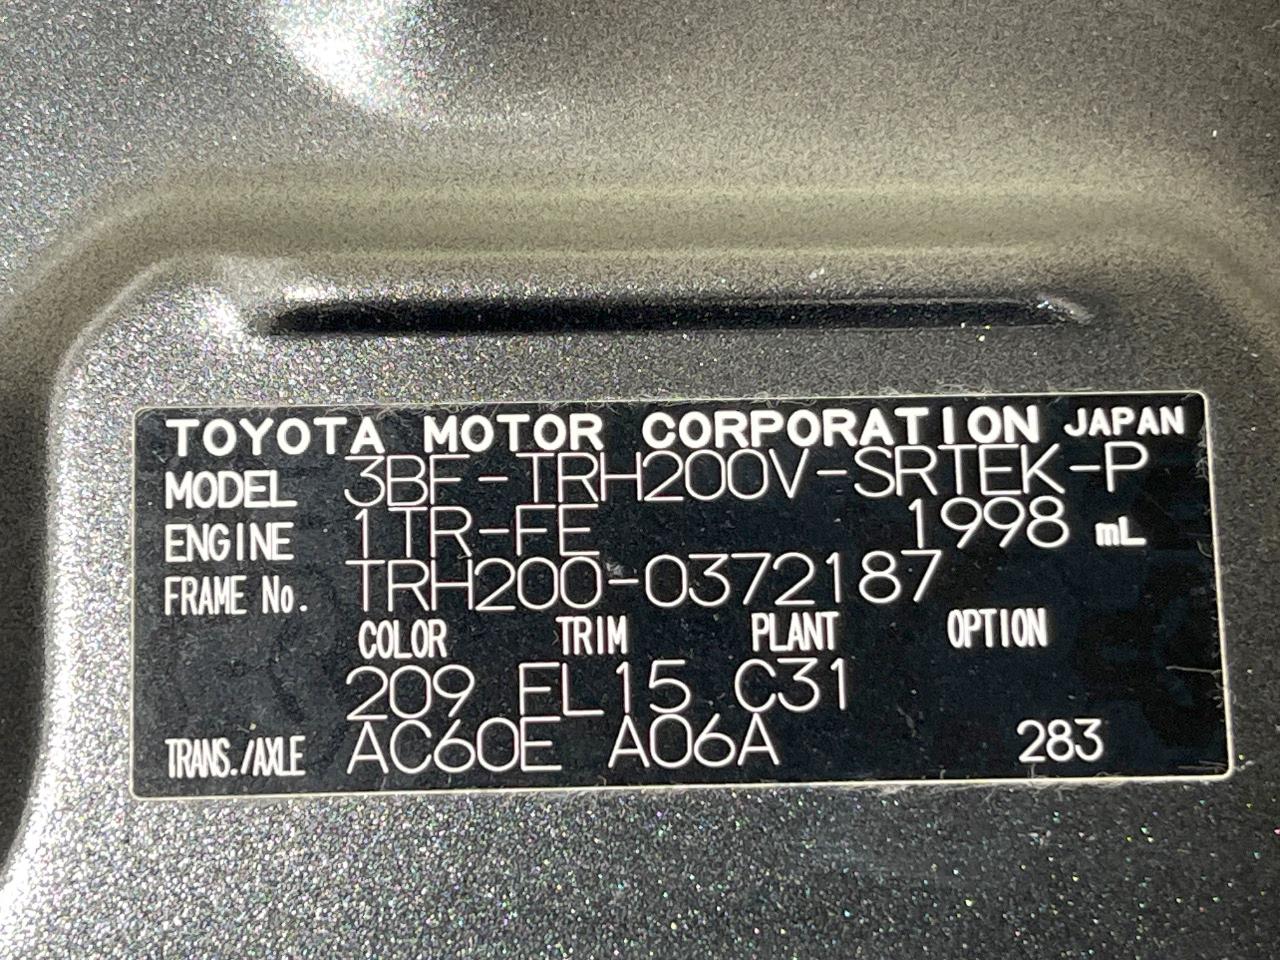 TOYOTA MOTOR CORPORATION JAPAN
MODEL 3BF-TRH200V-SRTEK-P
ENGINE 1TR-FE 1998 mL
FRAME No. TRH200-0372187
COLOR TRIM PLANT OPTION
209 FL15 C31
TRANS./AXLE AC60E A06A 283